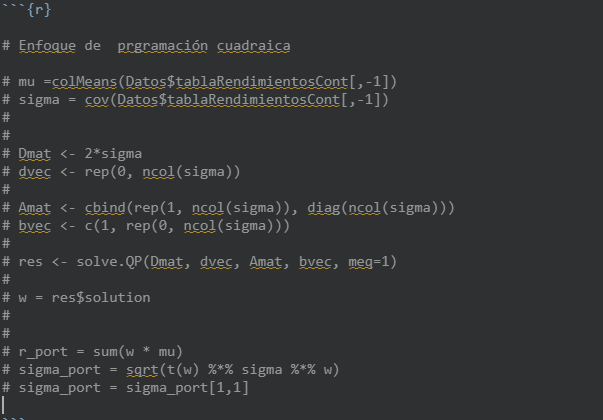 ```{r}
# Enfoque de  prgramación cuadraica
# mu =colMeans(Datos$tablaRendimientosCont[,-1])
# sigma = cov(Datos$tablaRendimientosCont[,-1])
#
#
# Dmat <- 2*sigma
# dvec <- rep(0, ncol(sigma))
#
# Amat <- cbind(rep(1, ncol(sigma)), diag(ncol(sigma)))
# bvec <- c(1, rep(0, ncol(sigma)))
#
# res <- solve.QP(Dmat, dvec, Amat, bvec, meq=1)
#
# w = res$solution
#
#
# r_port = sum(w * mu)
# sigma_port = sqrt(t(w) %*% sigma %*% w)
# sigma_port = sigma_port[1,1]
```